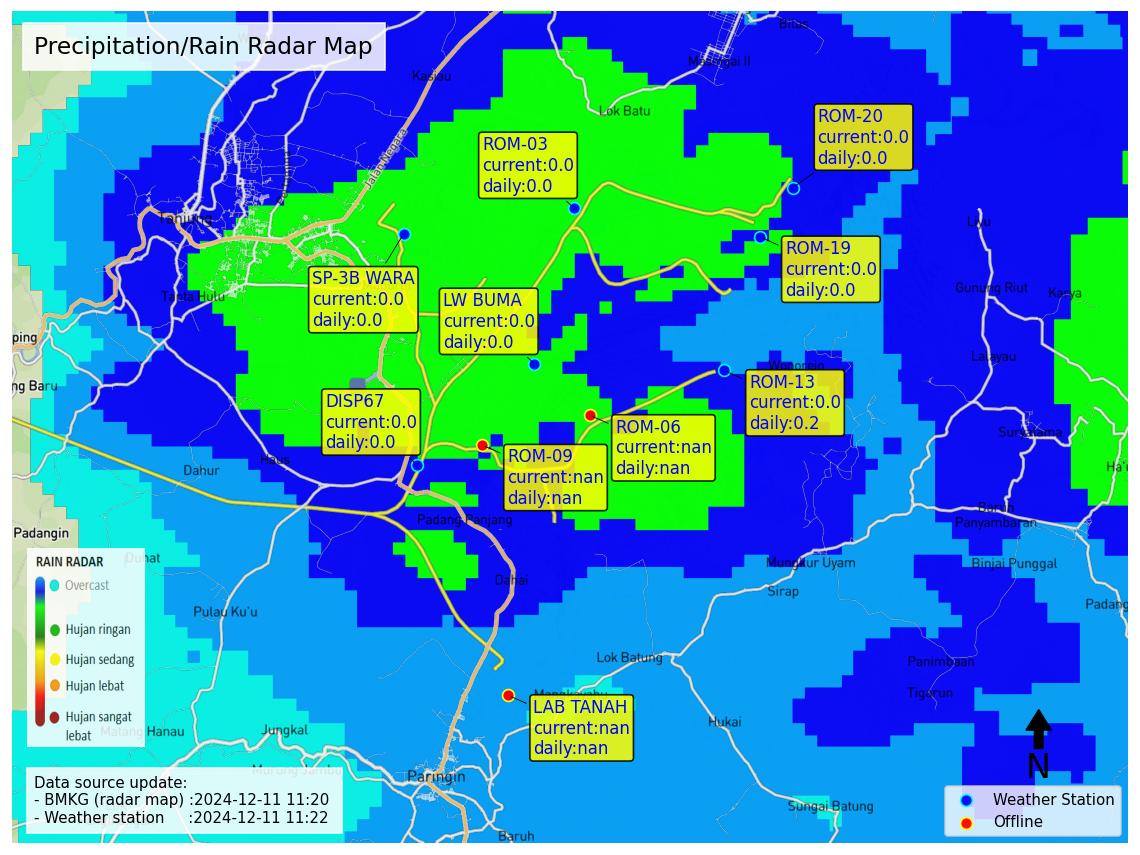 Precipitation/Rain Radar Map
Bilas
Masingai II
Kasiau
Lok Batu
Jalan Negara
ROM-20
current:0.0
daily:0.0
ROM-03
current:0.0
daily:0.0
Tanjung
Liyu
ROM-19
current:0.0
daily:0.0
SP-3B WARA
current:0.0
daily:0.0
LW BUMA
current:0.0
daily:0.0
Tanta Hulu
Gunung Riut
Karya
ping
Lalayau
ng Baru
Wonorejo
ROM-13
current:0.0
daily:0.2
DISP67
current:0.0
daily:0.0
ROM-06
current:nan
daily:nan
Suryatama
ROM-09
current:nan
daily:nan
Haus
Dahur
Ha'u
Baruh
Panyambaran
Padang Panjang
Padangin
Duhat
Mungkur Uyam
Binjai Punggal
Dahai
Sirap
Padang
Pulau Ku'u
RAIN RADAR
Overcast
Hujan ringan
Hujan sedang
Hujan lebat
Hujan sangat
lebat
Lok Batung
Panimbaan
Tigarun
Mangkayahu
LAB TANAH
current:nan
daily:nan
Hukai
Matang Hanau
Jungkal
Murung Jambu
Paringin
N
Sungai Batung
Baruh
Data source update:
- BMKG (radar map) :2024-12-11 11:20
- Weather station :2024-12-11 11:22
Weather Station
Offline